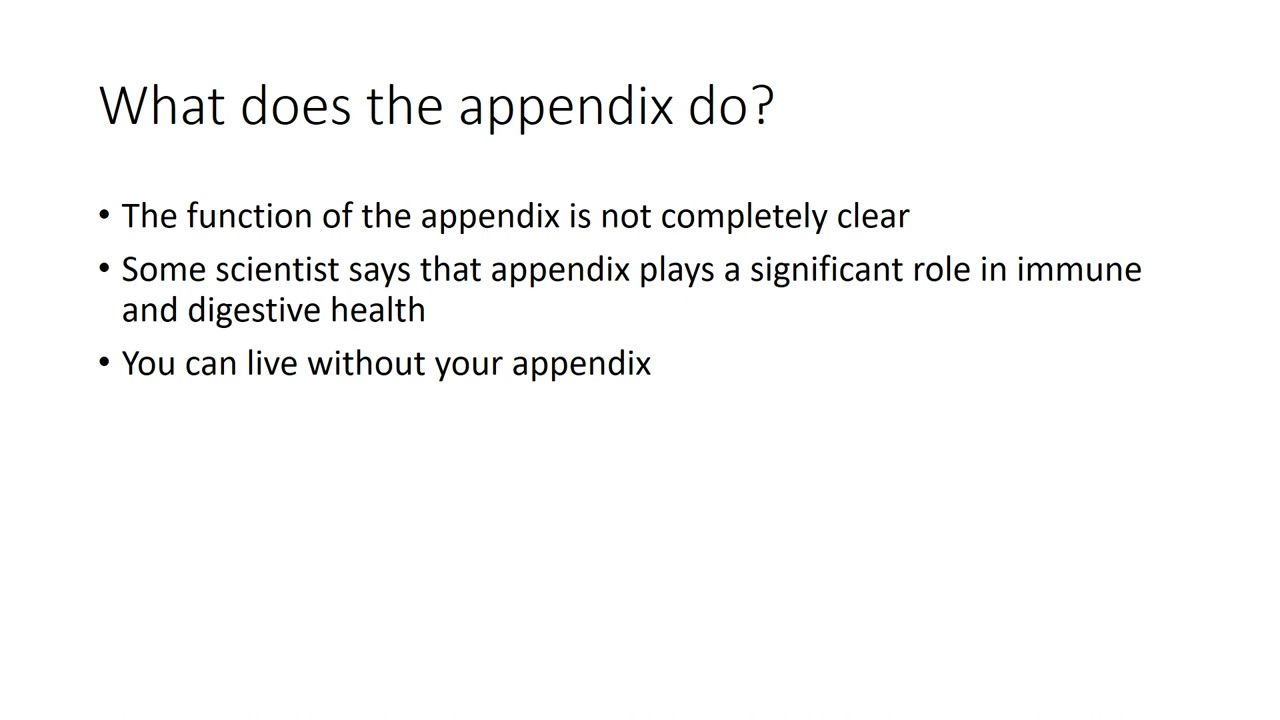 What does the appendix do?
• The function of the appendix is not completely clear
• Some scientist says that appendix plays a significant role in immune
and digestive health
• You can live without your appendix